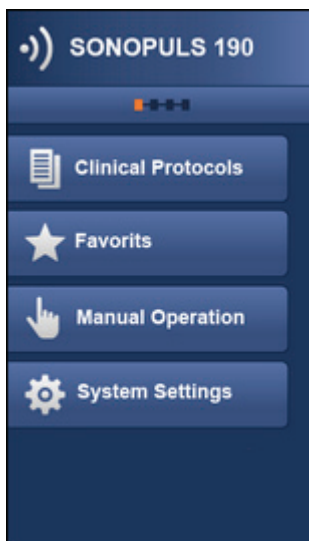 SONOPULS 190
Clinical Protocols
Favorits
Manual Operation
System Settings